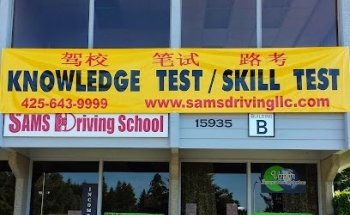 驾校 笔试 路考
KNOWLEDGE TEST / SKILL TEST
425-643-9999 www.samsdrivingllc.com
SAMS DRiving School
15935
B
INCOM